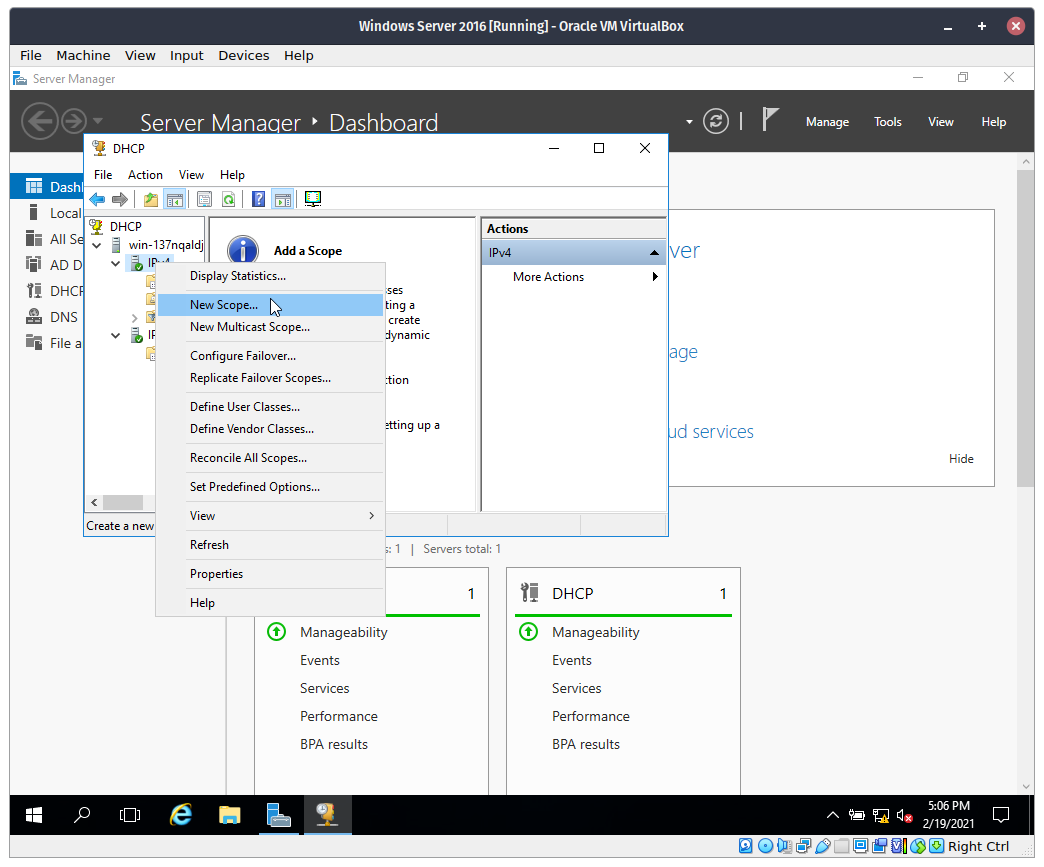 Windows Server 2016 [Running] - Oracle VM VirtualBox
File Machine View Input Devices Help
Server Manager
Server Manager ‣ Dashboard
Manage Tools View Help
DHCP
File Action View Help
Dashl
Local
All Se
AD D
DHCP
DNS
File a
DHCP
win-137nqaldj
IPv4
Add a Scope
ting a
create
dynamic
etting up a
Actions
IPv4
More Actions
Create a new
Display Statistics...
New Scope...
New Multicast Scope...
Configure Failover...
Replicate Failover Scopes...
Define User Classes...
Define Vendor Classes...
Reconcile All Scopes...
Set Predefined Options...
View
Refresh
Properties
Help
ver
age
ud services
Hide
s: 1 | Servers total: 1
1
Manageability
Events
Services
Performance
BPA results
DHCP 1
Manageability
Events
Services
Performance
BPA results
5:06 PM
2/19/2021
Right Ctrl